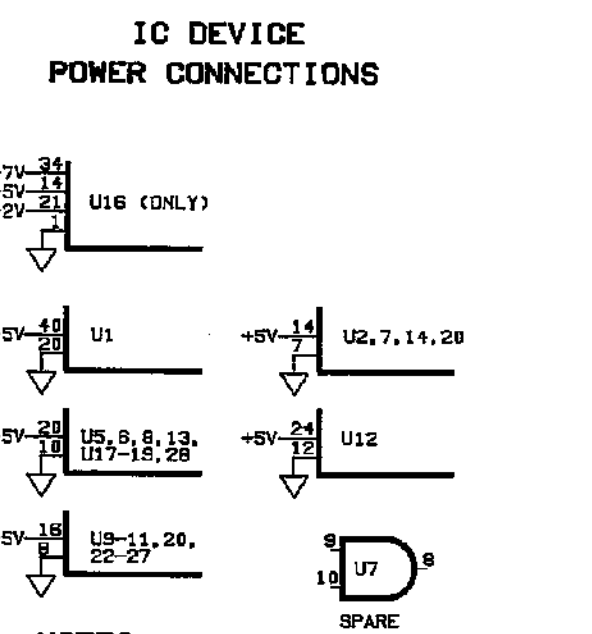 IC DEVICE
POWER CONNECTIONS
7V 34
5V 14
2V 21
1
U16 (ONLY)
5V 40
20
U1
+5V 14
7
U2,7,14,20
5V 20
10
U5,6,8,13,
U17-19,28
+5V 24
12
U12
5V 16
8
U9-11,20,
22-27
9
10
U7
8
SPARE